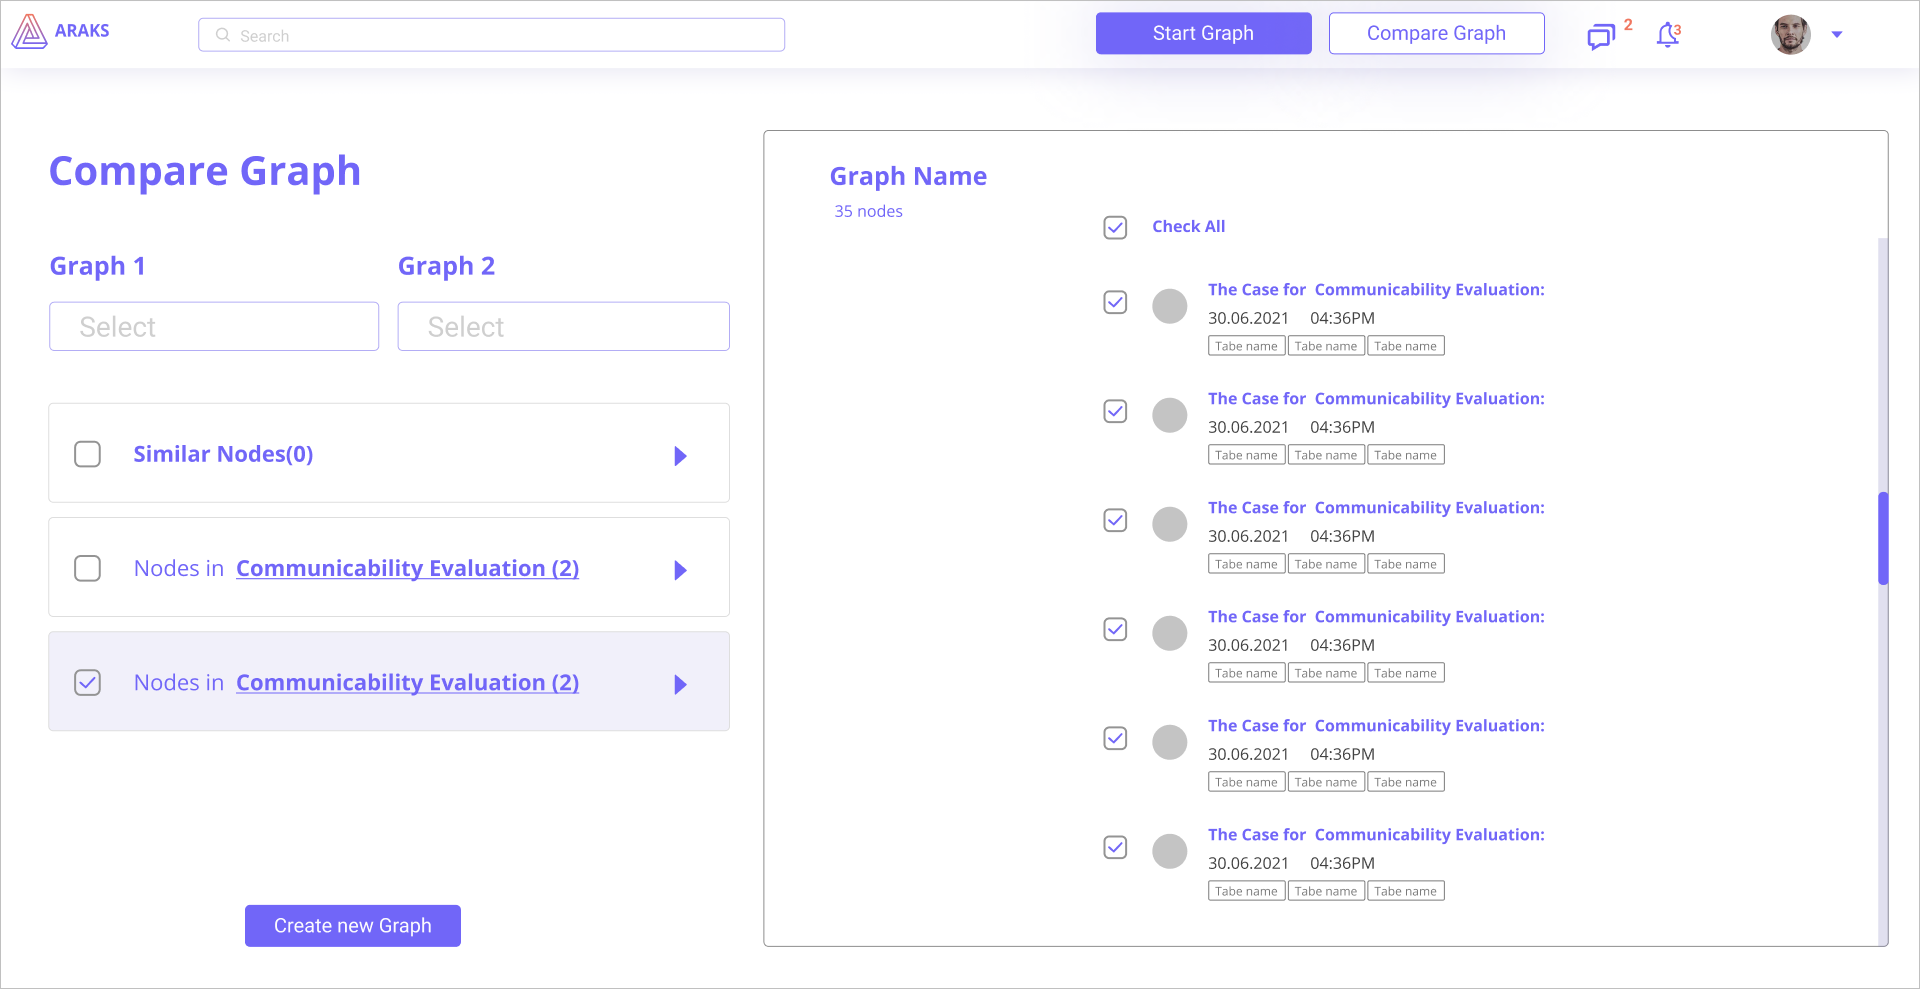 ARAKS
Search
Start Graph
Compare Graph
2
3
Compare Graph
Graph 1
Graph 2
Select
Select
Similar Nodes(0)
Nodes in Communicability Evaluation (2)
Nodes in Communicability Evaluation (2)
Create new Graph
Graph Name
35 nodes
Check All
The Case for Communicability Evaluation:
30.06.2021 04:36PM
Tabe name Tabe name Tabe name
The Case for Communicability Evaluation:
30.06.2021 04:36PM
Tabe name Tabe name Tabe name
The Case for Communicability Evaluation:
30.06.2021 04:36PM
Tabe name Tabe name Tabe name
The Case for Communicability Evaluation:
30.06.2021 04:36PM
Tabe name Tabe name Tabe name
The Case for Communicability Evaluation:
30.06.2021 04:36PM
Tabe name Tabe name Tabe name
The Case for Communicability Evaluation:
30.06.2021 04:36PM
Tabe name Tabe name Tabe name